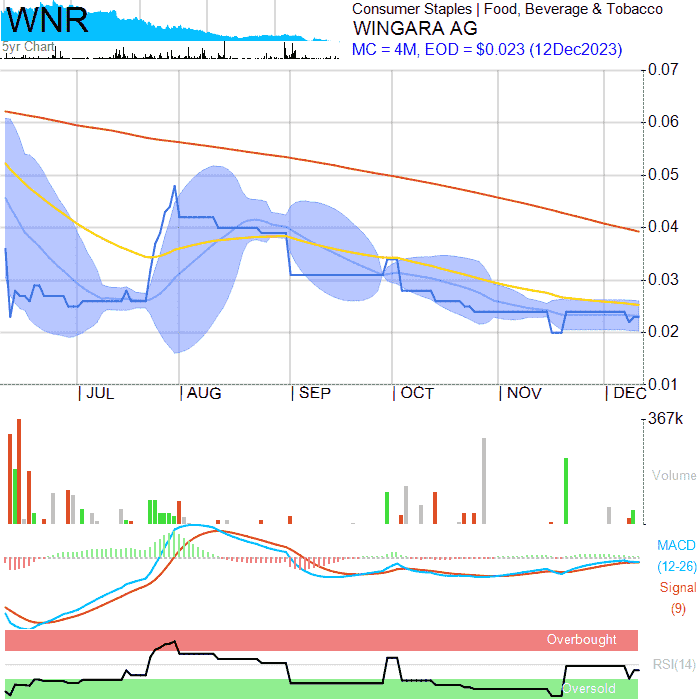 WNR
5yr Chart
Consumer Staples | Food, Beverage & Tobacco
WINGARA AG
MC = 4M, EOD = $0.023 (12Dec2023)
0.07
0.06
0.05
0.04
0.03
0.02
0.01
JUL AUG SEP OCT NOV DEC
367k
Volume
MACD
(12-26)
Signal
(9)
Overbought
RSI(14)
Oversold